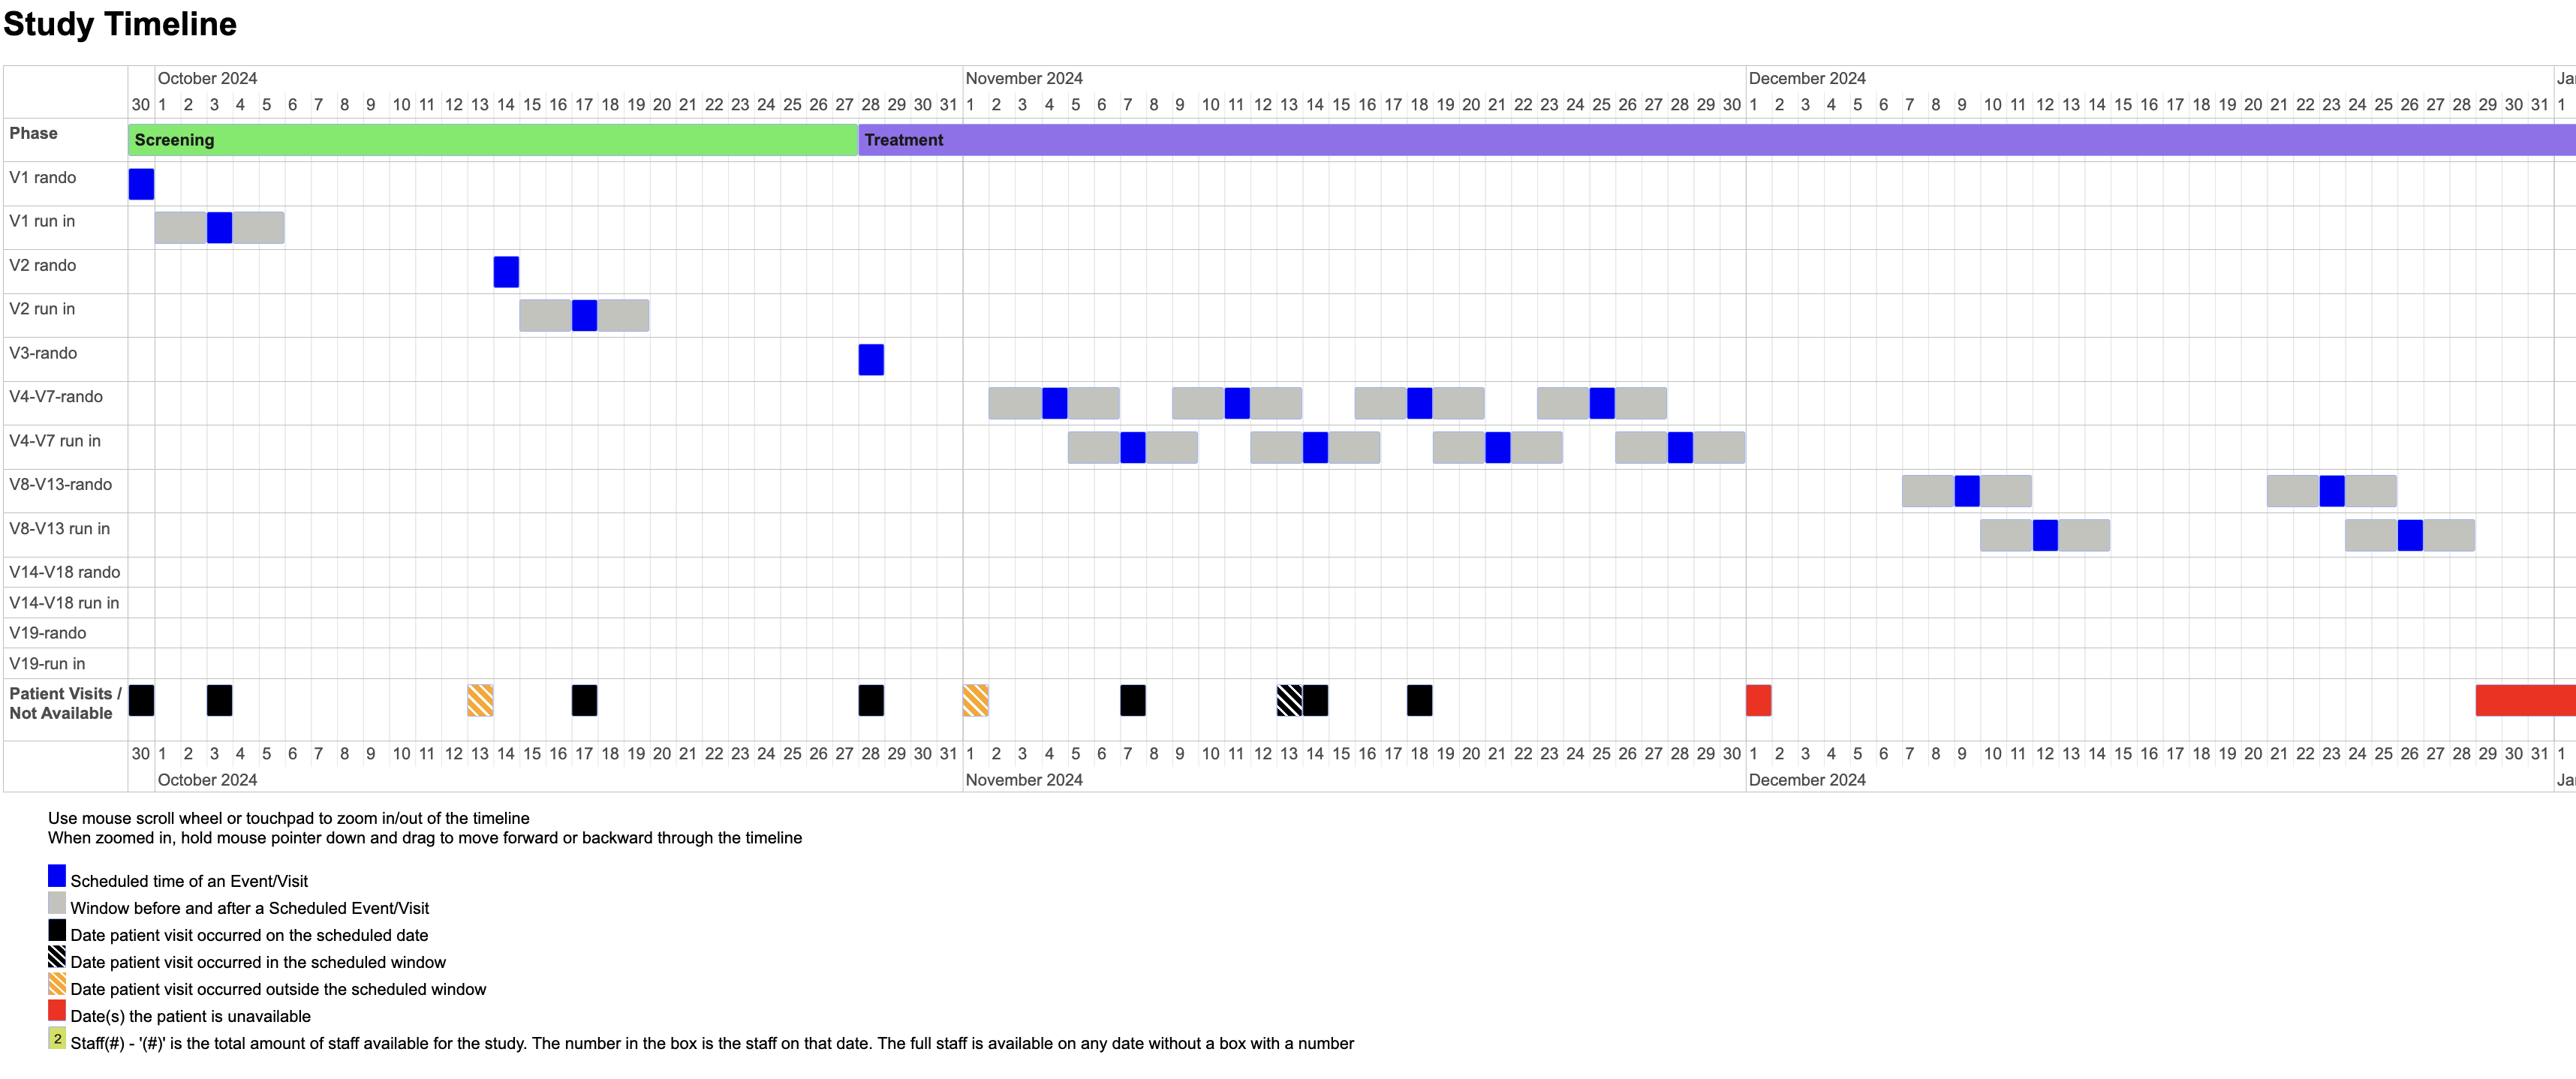 Study Timeline
October 2024 November 2024 December 2024 Jan
30 1 2 3 4 5 6 7 8 9 10 11 12 13 14 15 16 17 18 19 20 21 22 23 24 25 26 27 28 29 30 31 1 2 3 4 5 6 7 8 9 10 11 12 13 14 15 16 17 18 19 20 21 22 23 24 25 26 27 28 29 30 1 2 3 4 5 6 7 8 9 10 11 12 13 14 15 16 17 18 19 20 21 22 23 24 25 26 27 28 29 30 31 1
Phase Screening Treatment
V1 rando
V1 run in
V2 rando
V2 run in
V3-rando
V4-V7-rando
V4-V7 run in
V8-V13-rando
V8-V13 run in
V14-V18 rando
V14-V18 run in
V19-rando
V19-run in
Patient Visits /
Not Available
30 1 2 3 4 5 6 7 8 9 10 11 12 13 14 15 16 17 18 19 20 21 22 23 24 25 26 27 28 29 30 31 1 2 3 4 5 6 7 8 9 10 11 12 13 14 15 16 17 18 19 20 21 22 23 24 25 26 27 28 29 30 1 2 3 4 5 6 7 8 9 10 11 12 13 14 15 16 17 18 19 20 21 22 23 24 25 26 27 28 29 30 31 1
October 2024 November 2024 December 2024 Jan
Use mouse scroll wheel or touchpad to zoom in/out of the timeline
When zoomed in, hold mouse pointer down and drag to move forward or backward through the timeline
Scheduled time of an Event/Visit
Window before and after a Scheduled Event/Visit
Date patient visit occurred on the scheduled date
Date patient visit occurred in the scheduled window
Date patient visit occurred outside the scheduled window
Date(s) the patient is unavailable
2 Staff(#) - '(#)' is the total amount of staff available for the study. The number in the box is the staff on that date. The full staff is available on any date without a box with a number